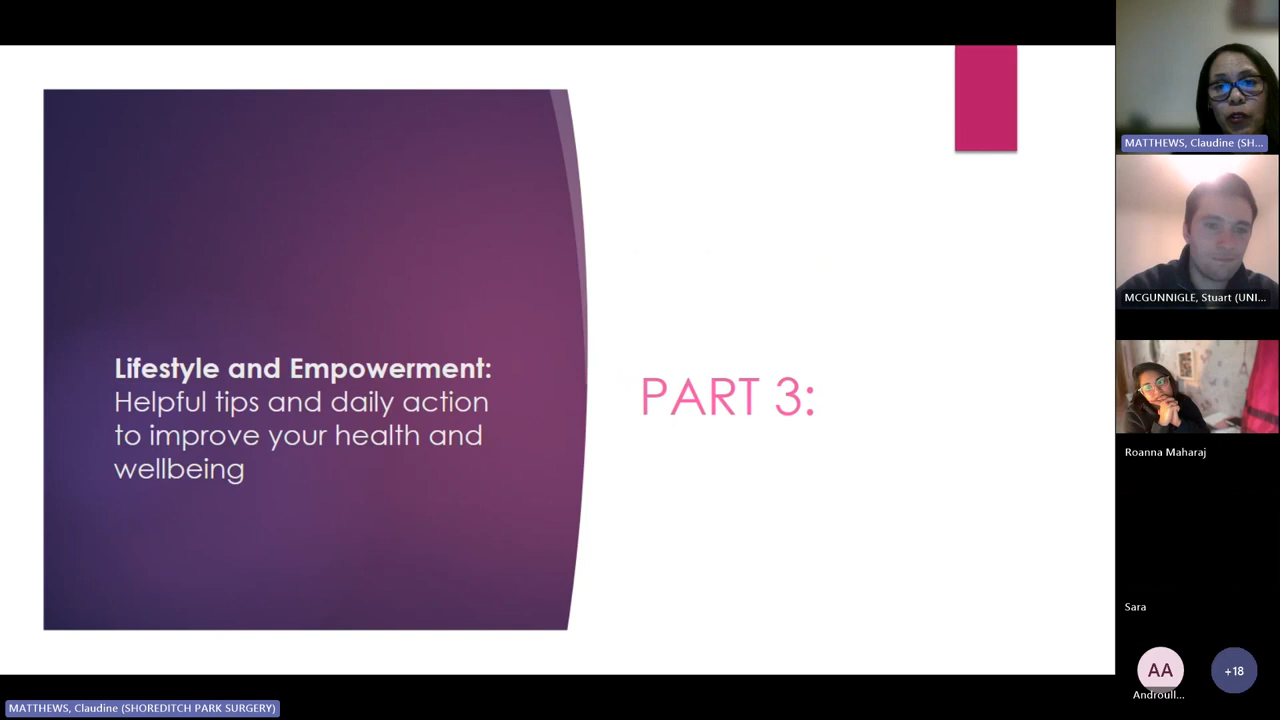 Lifestyle and Empowerment:
Helpful tips and daily action
to improve your health and
wellbeing
PART 3:
MATTHEWS, Claudine (SH...
MCGUNNIGLE, Stuart (UNI...
Roanna Maharaj
Sara
AA
+18
Androull...
MATTHEWS, Claudine (SHOREDITCH PARK SURGERY)